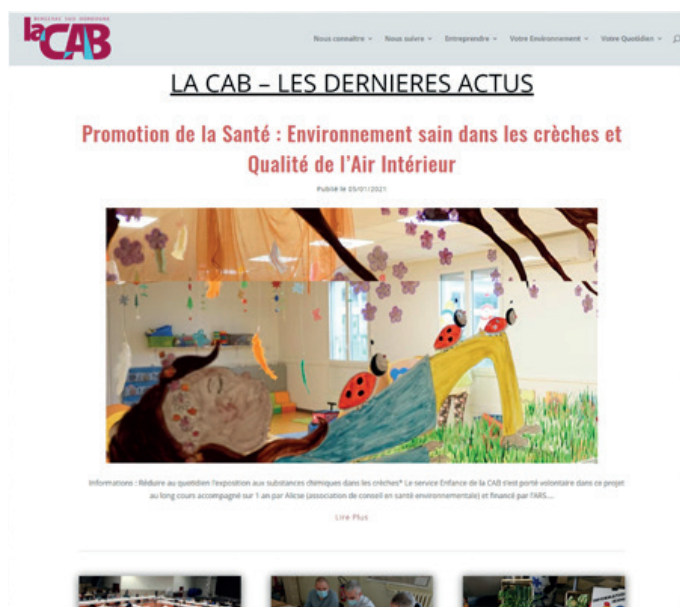 la CAB
Nous connaître
Nous suivre
Entreprendre
Votre Environnement
Votre Quotidien
LA CAB – LES DERNIERES ACTUS
Promotion de la Santé : Environnement sain dans les crèches et
Qualité de l'Air Intérieur
Publié le 05/01/2021
Informations : Réduire au quotidien l'exposition aux substances chimiques dans les crèches* Le service Enfance de la CAB s'est porté volontaire dans ce projet
au long cours accompagné sur 1 an par Alicse (association de conseil en santé environnementale) et financé par l'ARS....
Lire Plus
INFORMATION